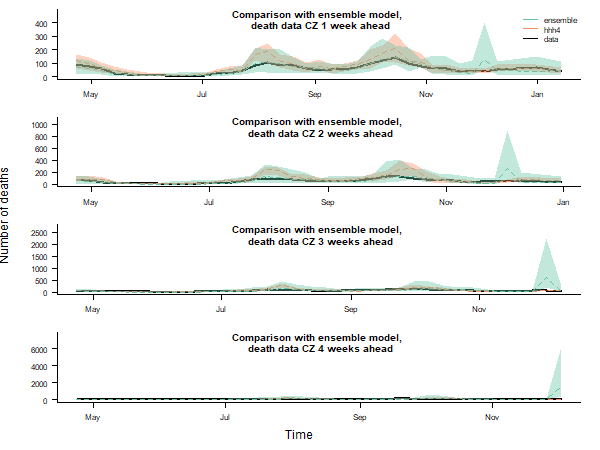 Comparison with ensemble model,
death data CZ 1 week ahead
ensemble
hhh4
data
400
300
200
100
0
May Jul Sep Nov Jan
Comparison with ensemble model,
death data CZ 2 weeks ahead
1000
800
600
400
200
0
May Jul Sep Nov Jan
Number of deaths
Comparison with ensemble model,
death data CZ 3 weeks ahead
2500
2000
1500
1000
500
0
May Jul Sep Nov
Comparison with ensemble model,
death data CZ 4 weeks ahead
6000
4000
2000
0
May Jul Sep Nov
Time